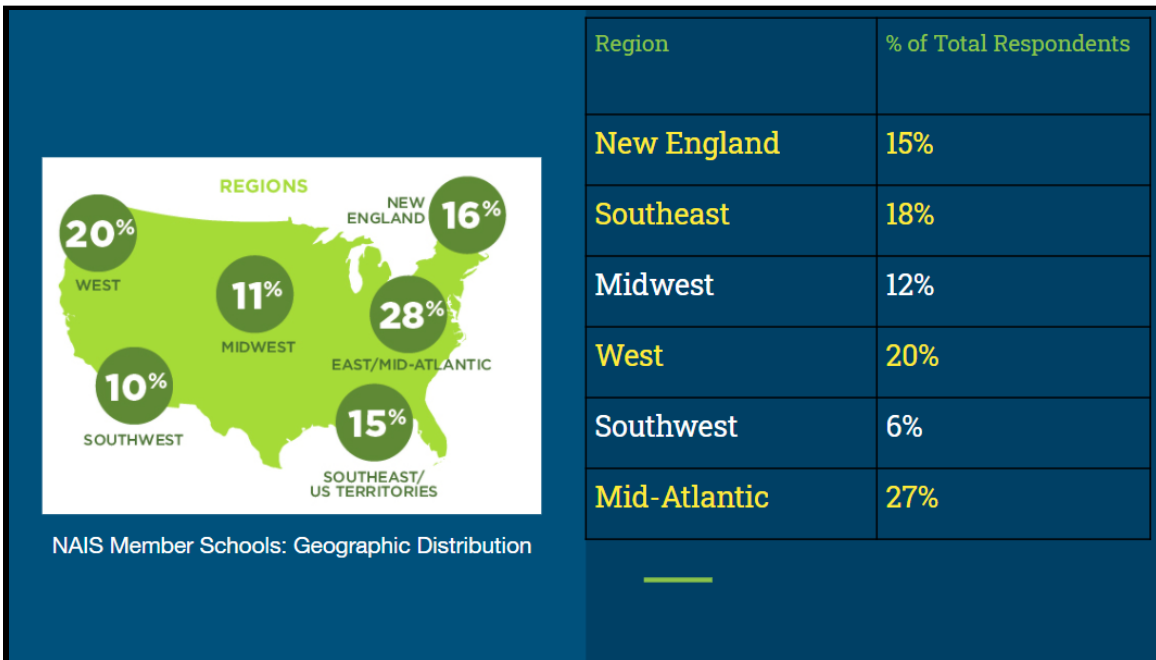 REGIONS
20%
WEST
11%
MIDWEST
NEW
ENGLAND
16%
28%
EAST/MID-ATLANTIC
10%
SOUTHWEST
15%
SOUTHEAST/
US TERRITORIES
NAIS Member Schools: Geographic Distribution
Region % of Total Respondents
New England 15%
Southeast 18%
Midwest 12%
West 20%
Southwest 6%
Mid-Atlantic 27%